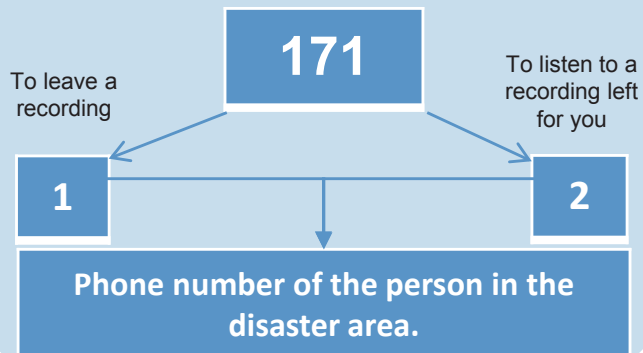 171
To leave a
recording
To listen to a
recording left
for you
1
2
Phone number of the person in the
disaster area.